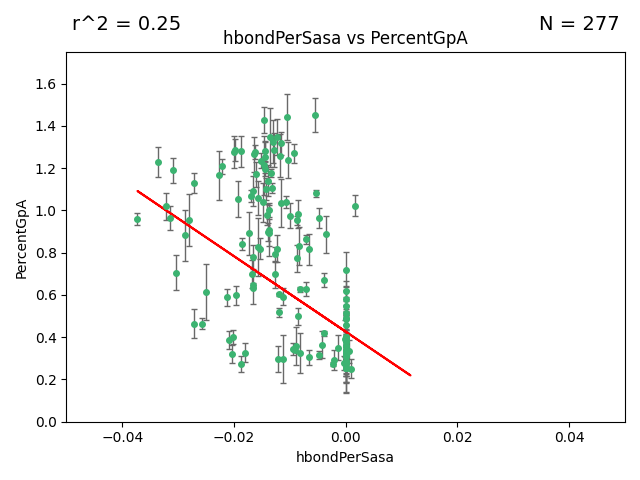 r^2 = 0.25
N = 277
hbondPerSasa vs PercentGpA
PercentGpA
1.6
1.4
1.2
1.0
0.8
0.6
0.4
0.2
0.0
−0.04
−0.02
0.00
0.02
0.04
hbondPerSasa